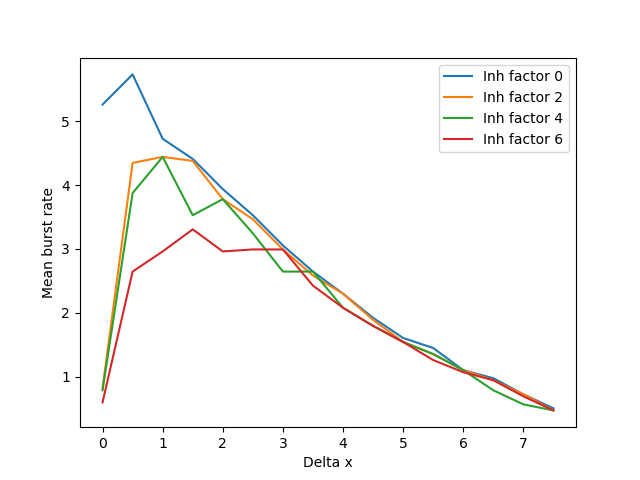 Inh factor 0
Inh factor 2
Inh factor 4
Inh factor 6
Mean burst rate
5
4
3
2
1
0 1 2 3 4 5 6 7
Delta x